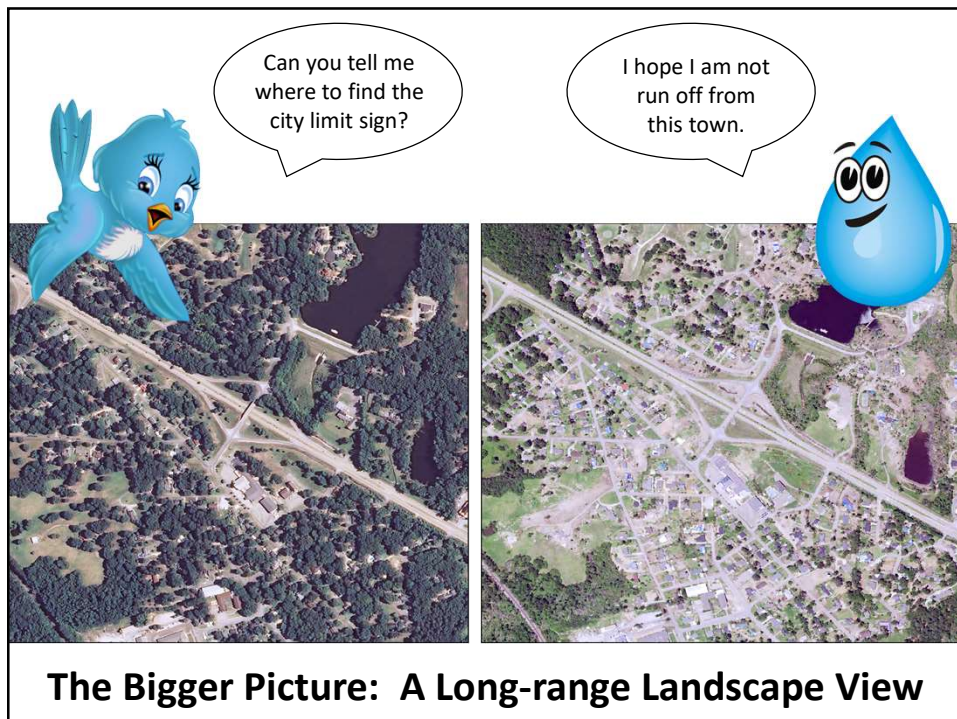 Can you tell me
where to find the
city limit sign?
I hope I am not
run off from
this town.
The Bigger Picture:  A Long-range Landscape View